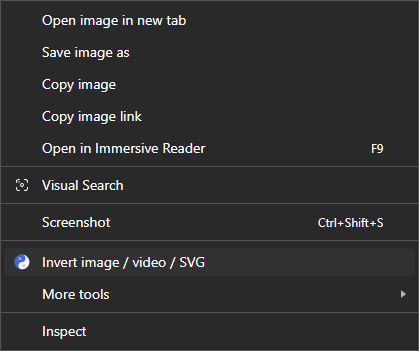 Open image in new tab
Save image as
Copy image
Copy image link
Open in Immersive Reader F9
Visual Search
Screenshot Ctrl+Shift+S
Invert image / video / SVG
More tools
Inspect